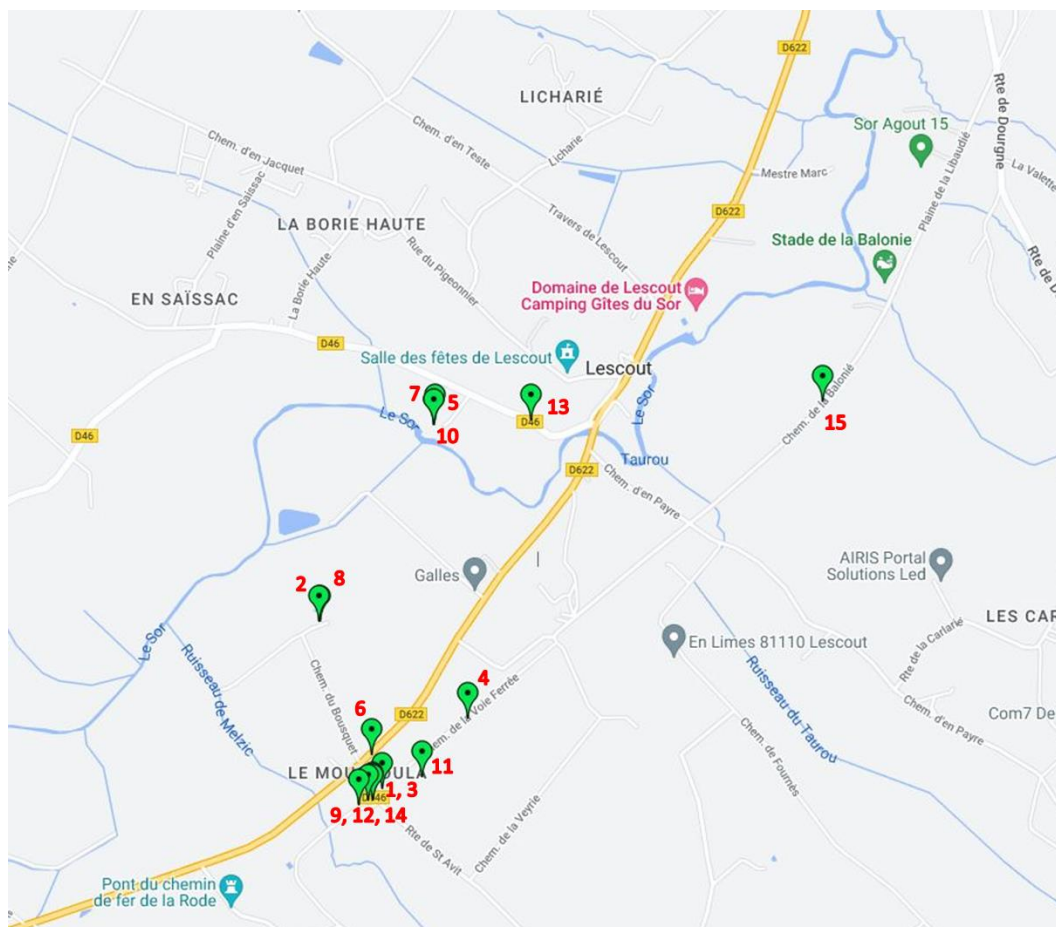 D622
LICHARIÉ
Rte de Dourgne
Sor Agout 15
Chem. d'en Teste
Licharie
Chem. d'en Jacquet
La Valette
Mestre Marc
Plaine d'en Saïssac
Plaine de la Libaudié
LA BORIE HAUTE
D622
Travers de Lescout
Stade de la Balonie
Rue du Pigeonnier
La Borie Haute
Rte de D
EN SAÏSSAC
Domaine de Lescout
Camping Gîtes du Sor
D46
Salle des fêtes de Lescout
Lescout
7
5
13
Le Sor
Le Sor
D46
10
15
Chem. de la Balonié
D46
Taurou
D622
Chem. d'en Payre
Galles
AIRIS Portal
Solutions Led
2
8
LES CAR
Le Sor
Ruisseau de Melzic
En Limes 81110 Lescout
Rte de la Carlarié
Ruisseau du Taurou
4
Chem. du Bousquet
6
D622
Chem. de la Voie Ferrée
Com7 De
Chem. d'en Payre
11
Chem. de Fournès
1, 3
9, 12, 14
Chem. de la Veyrie
Rte de St Avit
Pont du chemin
de fer de la Rode